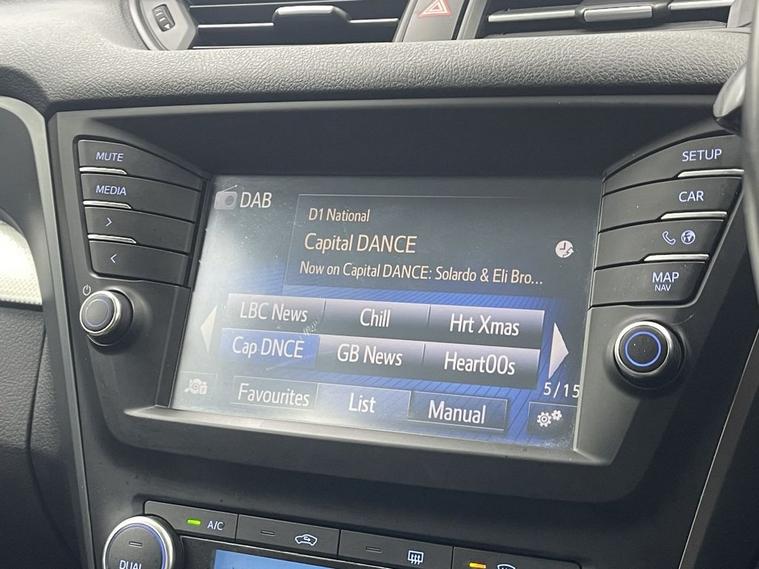 MUTE
MEDIA
SETUP
CAR
MAP
NAV
DAB
D1 National
Capital DANCE
Now on Capital DANCE: Solardo & Eli Bro...
LBC News Chill Hrt Xmas
Cap DNCE GB News Heart00s
5/15
Favourites List Manual
A/C
DUAL